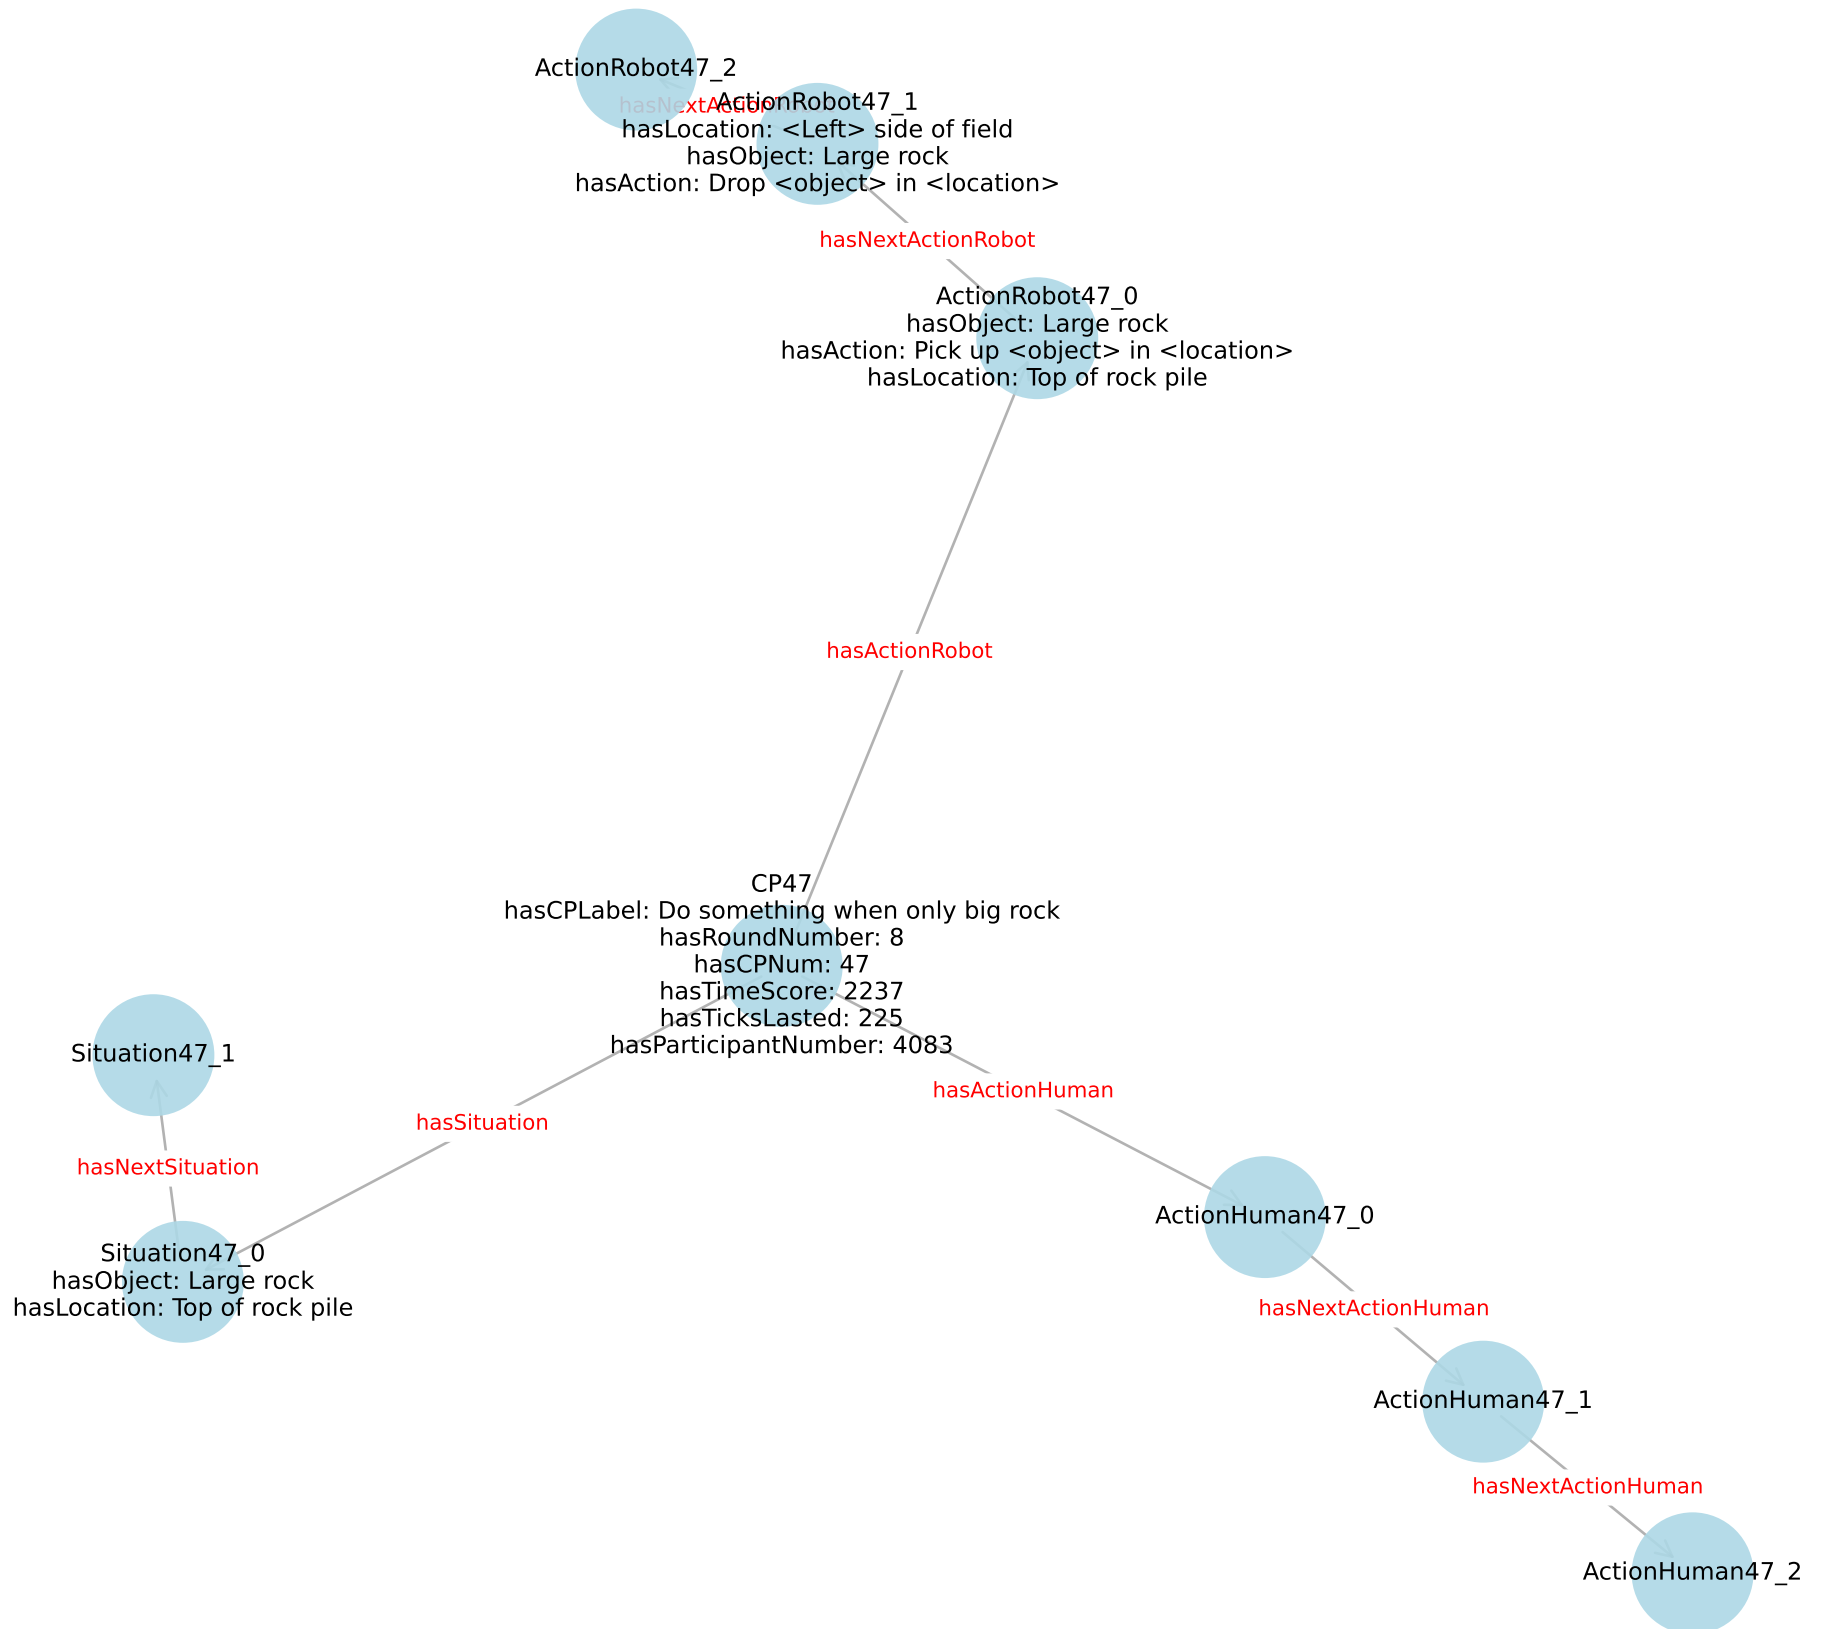 ActionRobot47_2
hasNextAction
ActionRobot47_1
hasLocation: <Left> side of field
hasObject: Large rock
hasAction: Drop <object> in <location>
hasNextActionRobot
ActionRobot47_0
hasObject: Large rock
hasAction: Pick up <object> in <location>
hasLocation: Top of rock pile
hasActionRobot
CP47
hasCPLabel: Do something when only big rock
hasRoundNumber: 8
hasCPNum: 47
hasTimeScore: 2237
hasTicksLasted: 225
hasParticipantNumber: 4083
Situation47_1
hasSituation
hasActionHuman
hasNextSituation
Situation47_0
hasObject: Large rock
hasLocation: Top of rock pile
ActionHuman47_0
hasNextActionHuman
ActionHuman47_1
hasNextActionHuman
ActionHuman47_2